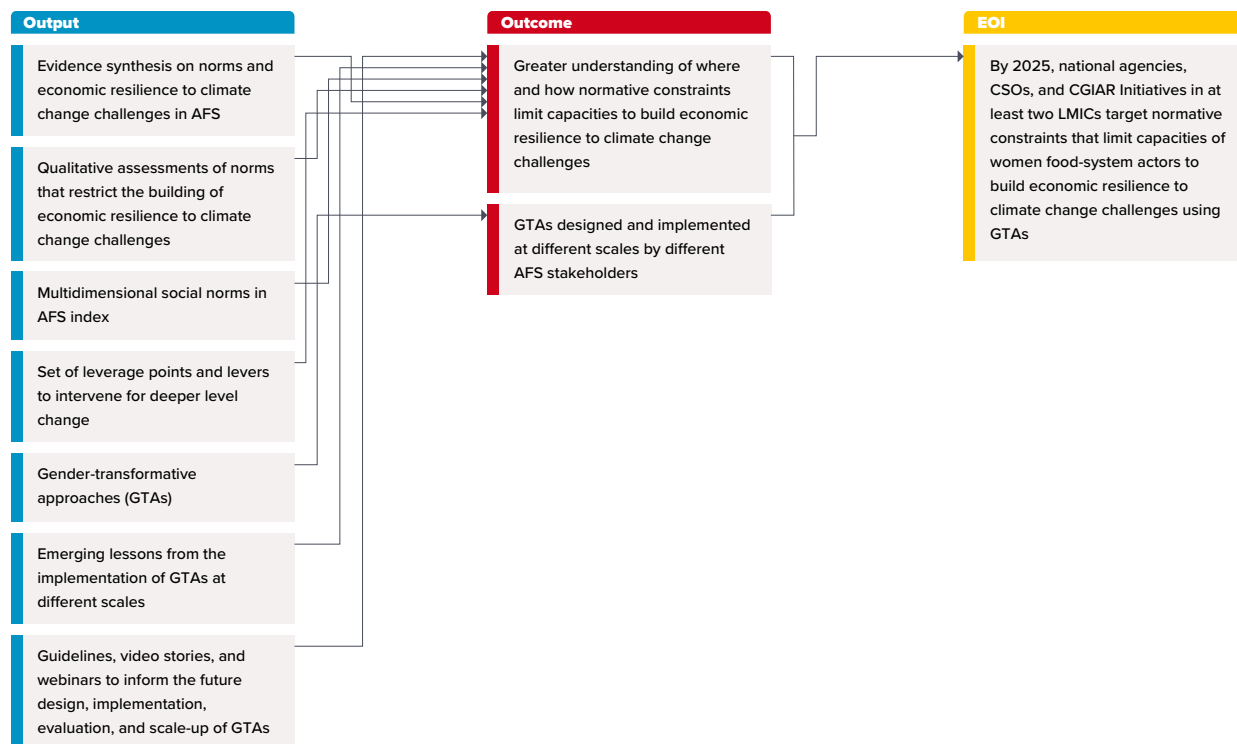 Output
Evidence synthesis on norms and
economic resilience to climate
change challenges in AFS
Qualitative assessments of norms
that restrict the building of
economic resilience to climate
change challenges
Multidimensional social norms in
AFS index
Set of leverage points and levers
to intervene for deeper level
change
Gender-transformative
approaches (GTAs)
Emerging lessons from the
implementation of GTAs at
different scales
Guidelines, video stories, and
webinars to inform the future
design, implementation,
evaluation, and scale-up of GTAs
Outcome
Greater understanding of where
and how normative constraints
limit capacities to build economic
resilience to climate change
challenges
GTAs designed and implemented
at different scales by different
AFS stakeholders
EOI
By 2025, national agencies,
CSOs, and CGIAR Initiatives in at
least two LMICs target normative
constraints that limit capacities of
women food-system actors to
build economic resilience to
climate change challenges using
GTAs